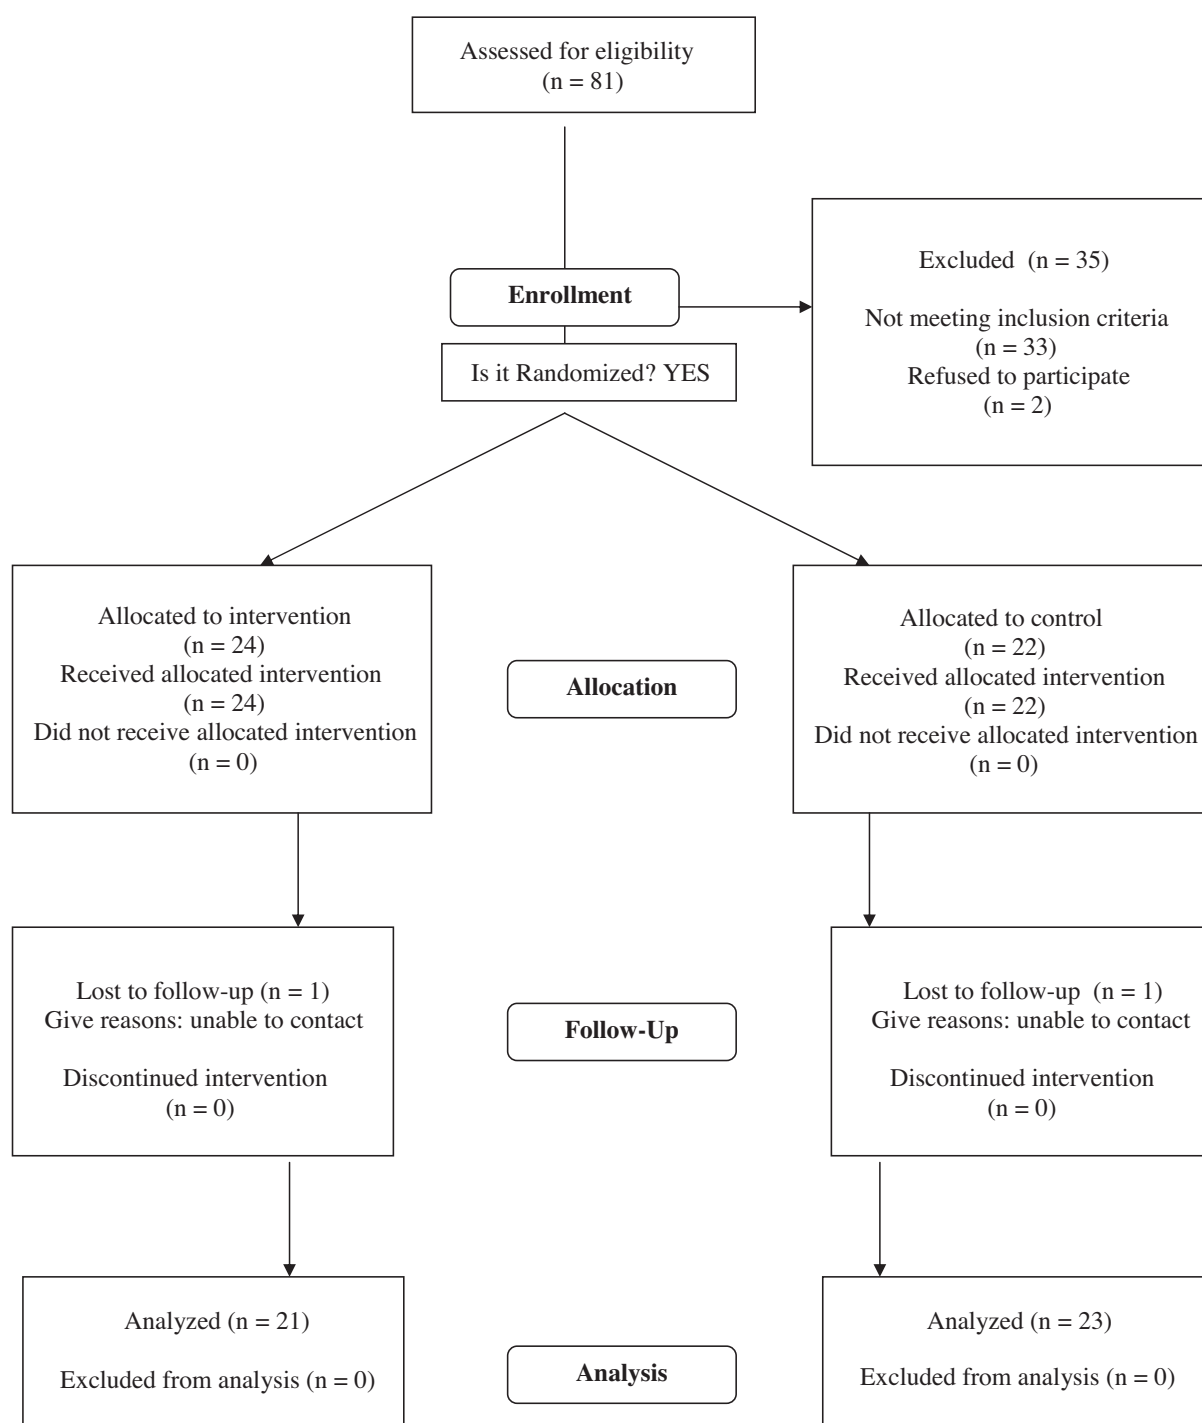 Assessed for eligibility
(n = 81)
Enrollment
Is it Randomized? YES
Excluded (n = 35)
Not meeting inclusion criteria
(n = 33)
Refused to participate
(n = 2)
Allocated to intervention
(n = 24)
Received allocated intervention
(n = 24)
Did not receive allocated intervention
(n = 0)
Allocation
Allocated to control
(n = 22)
Received allocated intervention
(n = 22)
Did not receive allocated intervention
(n = 0)
Lost to follow-up (n = 1)
Give reasons: unable to contact
Discontinued intervention
(n = 0)
Follow-Up
Lost to follow-up (n = 1)
Give reasons: unable to contact
Discontinued intervention
(n = 0)
Analyzed (n = 21)
Excluded from analysis (n = 0)
Analysis
Analyzed (n = 23)
Excluded from analysis (n = 0)